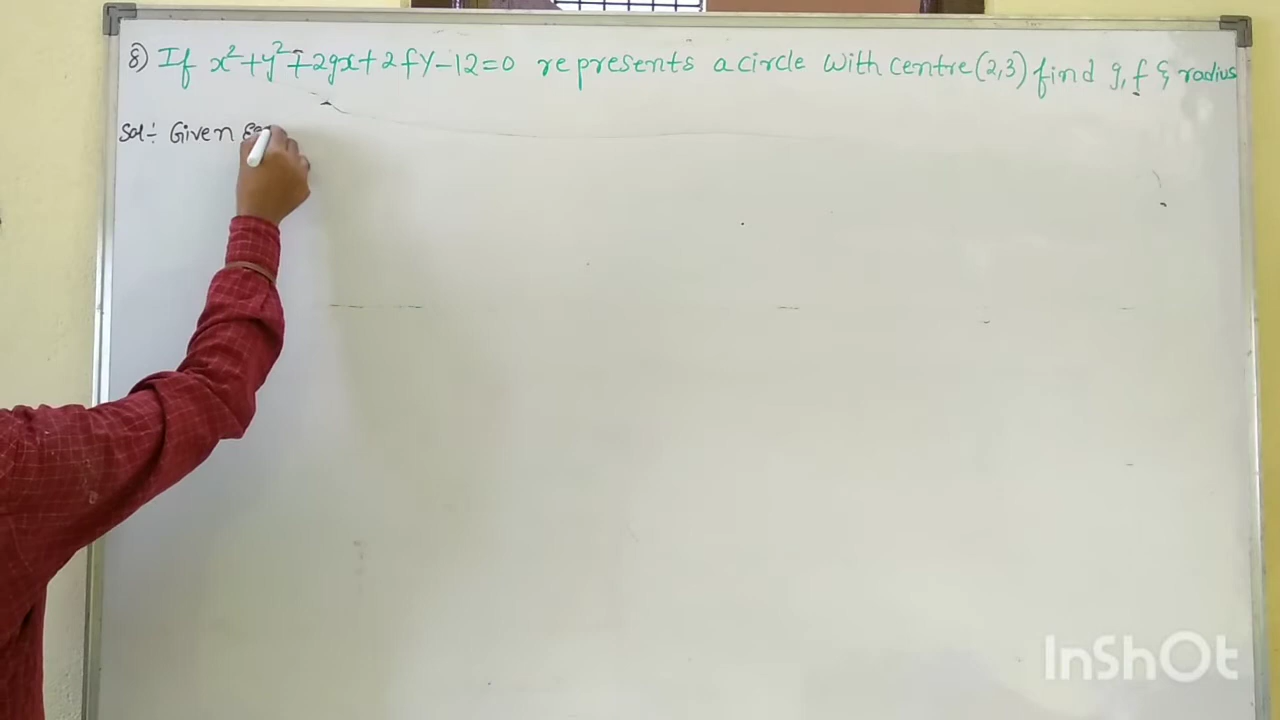 8) If x²+y²+2gx+2fy-12=0 represents a circle with centre (2,3) find g, f & radius
Sol:- Given
InShOt